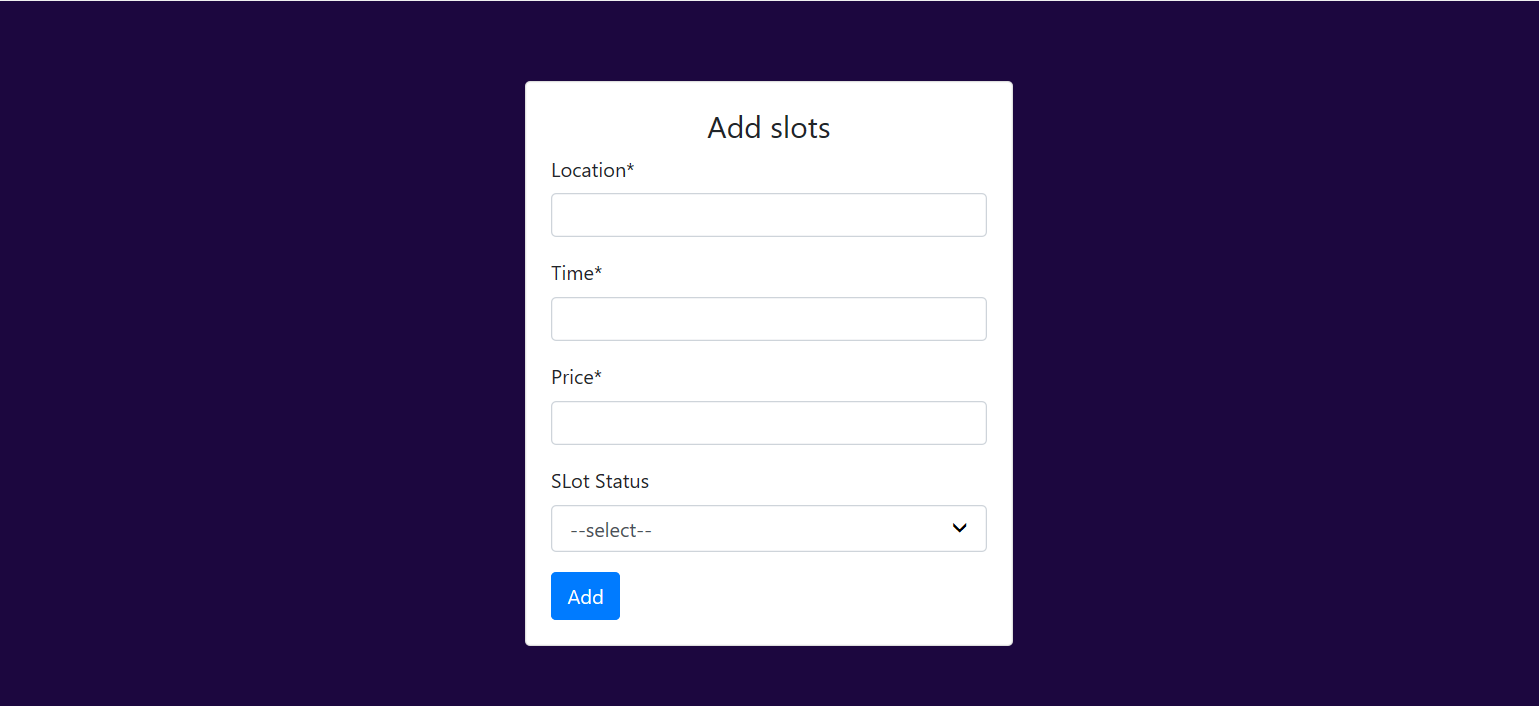 Add slots
Location*
Time*
Price*
SLot Status
--select--
Add